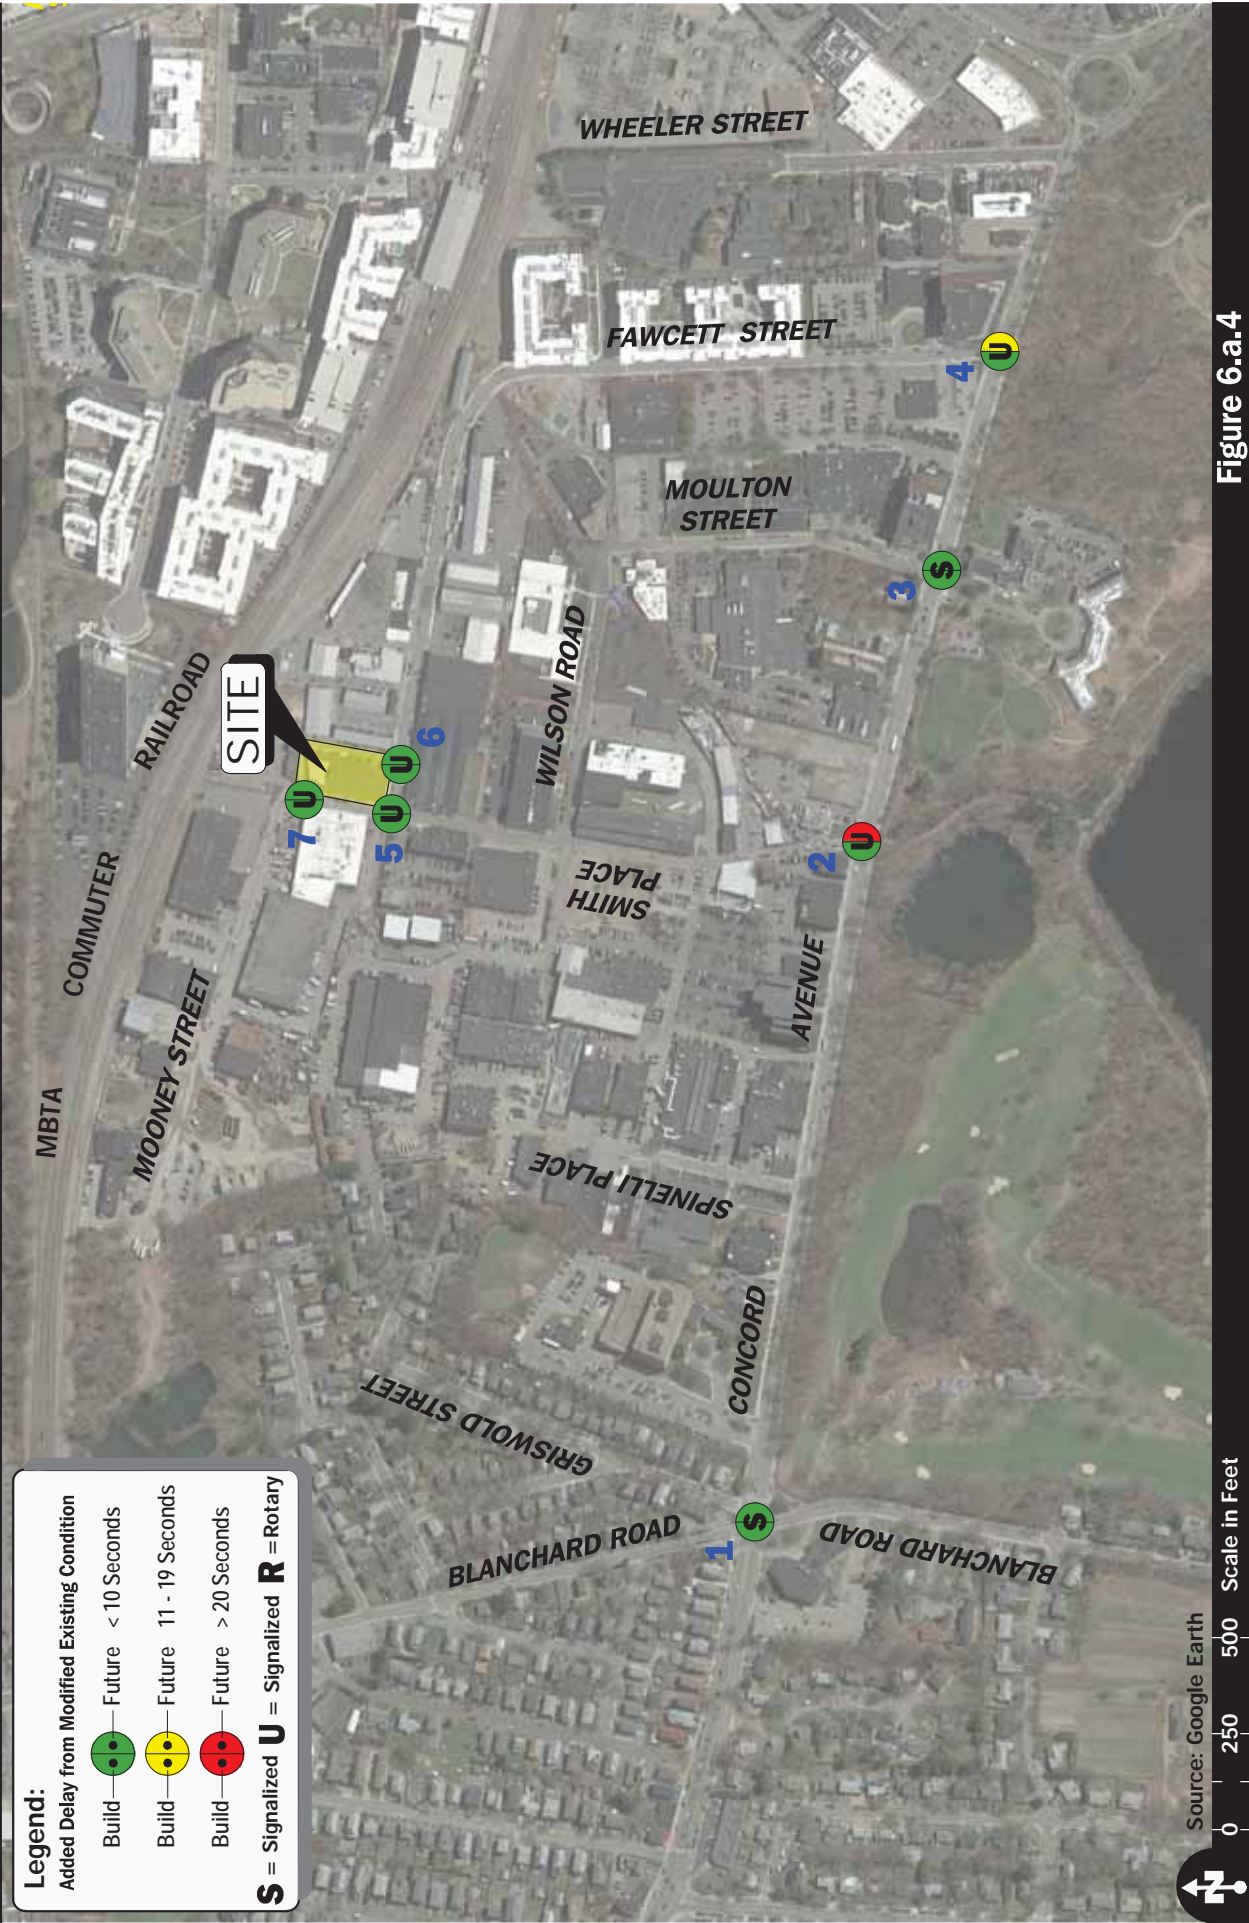 Legend:
Added Delay from Modified Existing Condition
Build Future < 10 Seconds
Build Future 11 - 19 Seconds
Build Future > 20 Seconds
S = Signalized U = Signalized R = Rotary
MBTA
COMMUTER
RAILROAD
MOONEY STREET
SITE
7
U
5
U
6
U
WILSON ROAD
WHEELER STREET
FAWCETT STREET
MOULTON
STREET
SMITH
PLACE
SPINELLI PLACE
GRISWOLD STREET
BLANCHARD ROAD
BLANCHARD ROAD
CONCORD
AVENUE
1
S
2
U
3
S
4
U
Source: Google Earth
N
0 250 500 Scale in Feet
Figure 6.a.4